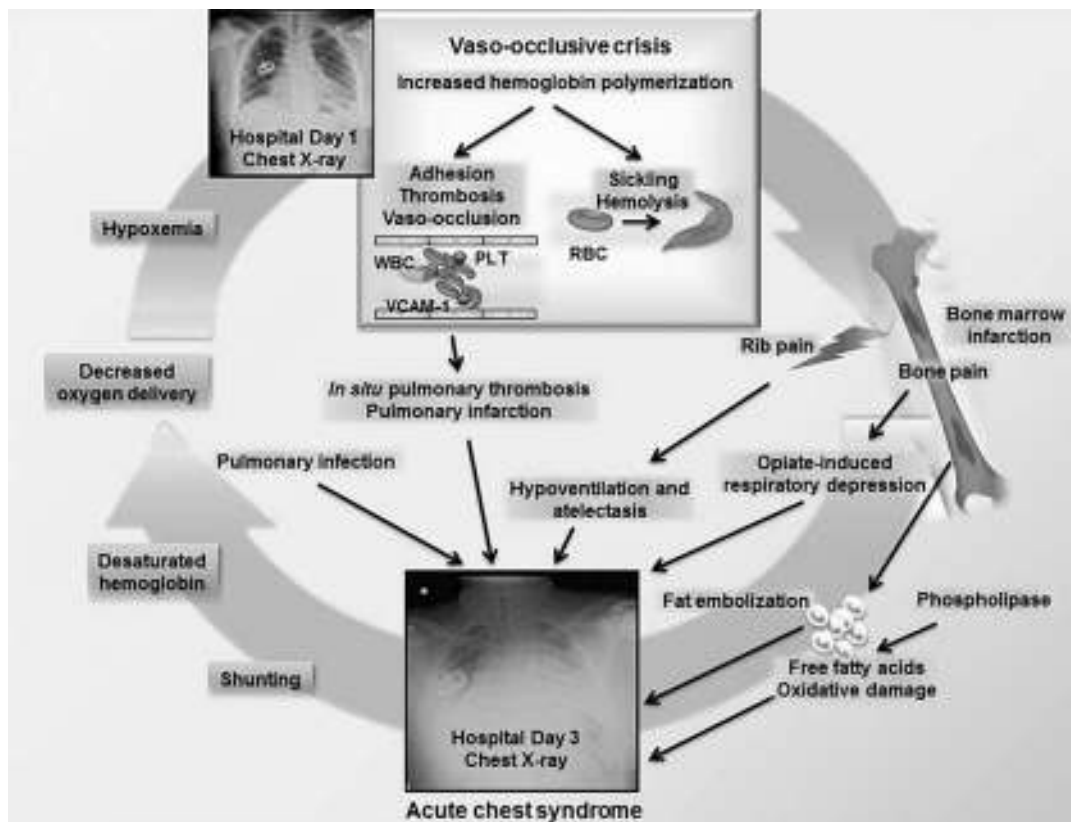 Vaso-occlusive crisis
Increased hemoglobin polymerization
Hospital Day 1
Chest X-ray
Adhesion
Thrombosis
Vaso-occlusion
Sickling
Hemolysis
WBC
PLT
VCAM-1
RBC
Hypoxemia
Decreased
oxygen delivery
Rib pain
Bone marrow
infarction
Bone pain
In situ pulmonary thrombosis
Pulmonary infarction
Pulmonary infection
Hypoventilation and
atelectasis
Opiate-induced
respiratory depression
Desaturated
hemoglobin
Fat embolization
Phospholipase
Free fatty acids
Oxidative damage
Shunting
Hospital Day 3
Chest X-ray
Acute chest syndrome